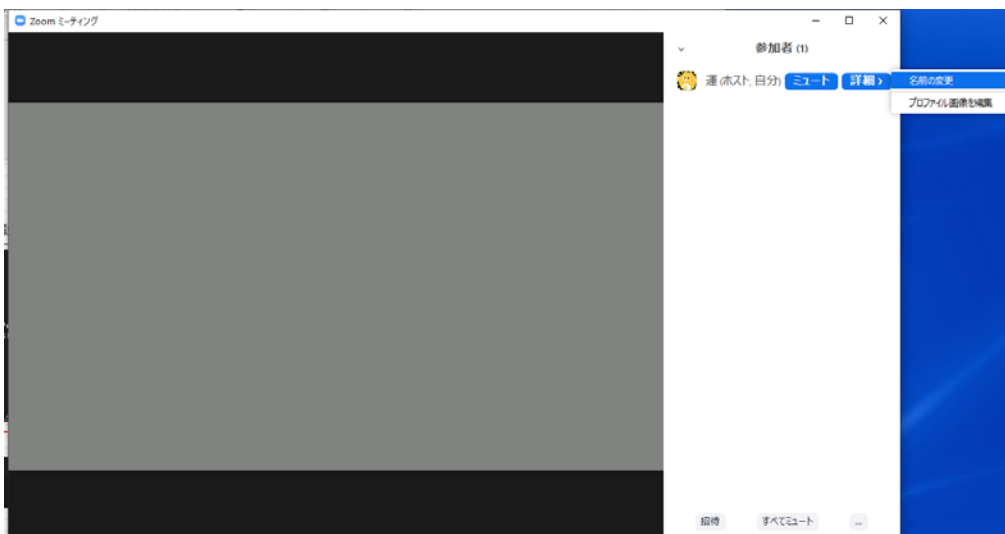 Zoom ミーティング
参加者 (1)
運 (ホスト, 自分) ミュート 詳細 >
名前の変更
プロファイル画像を編集
招待 すべてミュート ...